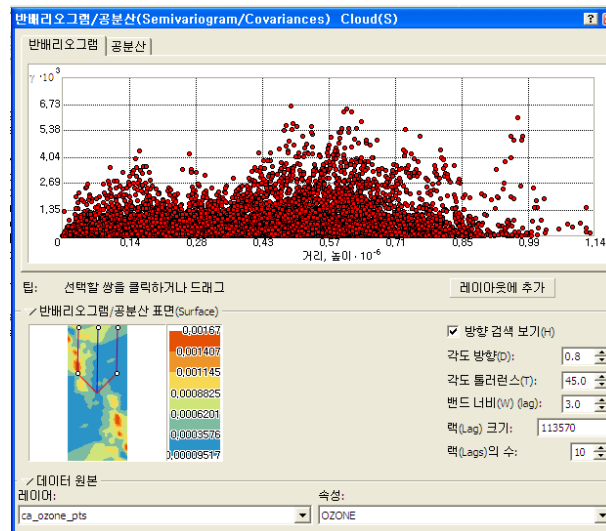 반배리오그램/공분산(Semivariogram/Covariances) Cloud(S)
반배리오그램 공분산
γ ·10³
6,73
5,38
4,04
2,69
1,35
0 0,14 0,28 0,43 0,57 0,71 0,85 0,99 1,14
거리, 높이 ·10⁻⁶
팁: 선택할 쌍을 클릭하거나 드래그
레이아웃에 추가
반배리오그램/공분산 표면(Surface)
0,00167
0,001407
0,001145
0,0008825
0,0006201
0,0003576
0,00009517
방향 검색 보기(H)
각도 방향(D): 0.8
각도 톨러런스(T): 45.0
밴드 너비(W) (lag): 3.0
랙(Lag) 크기: 113570
랙(Lags)의 수: 10
데이터 원본
레이어: 속성:
ca_ozone_pts OZONE